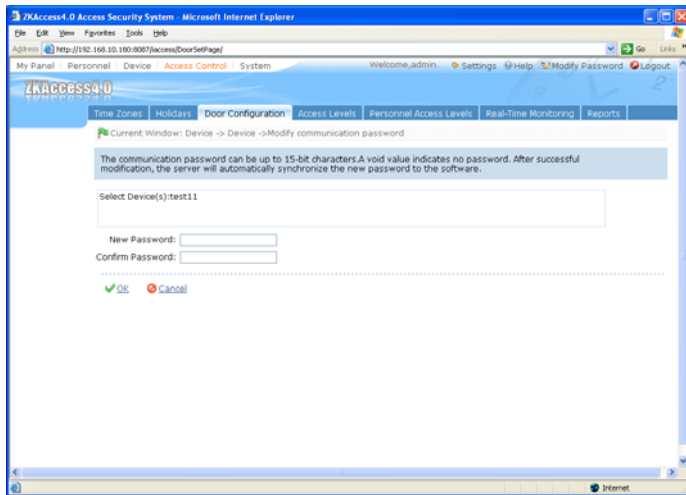 ZKAccess4.0 Access Security System - Microsoft Internet Explorer
File Edit View Favorites Tools Help
Address http://192.168.10.180:8087/iaccess/DoorSetPage/ Go Links »
My Panel Personnel Device Access Control System Welcome,admin. Settings Help Modify Password Logout
ZKAccess4.0
Time Zones Holidays Door Configuration Access Levels Personnel Access Levels Real-Time Monitoring Reports
Current Window: Device -> Device ->Modify communication password
The communication password can be up to 15-bit characters.A void value indicates no password. After successful
modification, the server will automatically synchronize the new password to the software.
Select Device(s):test11
New Password:
Confirm Password:
OK Cancel
Internet